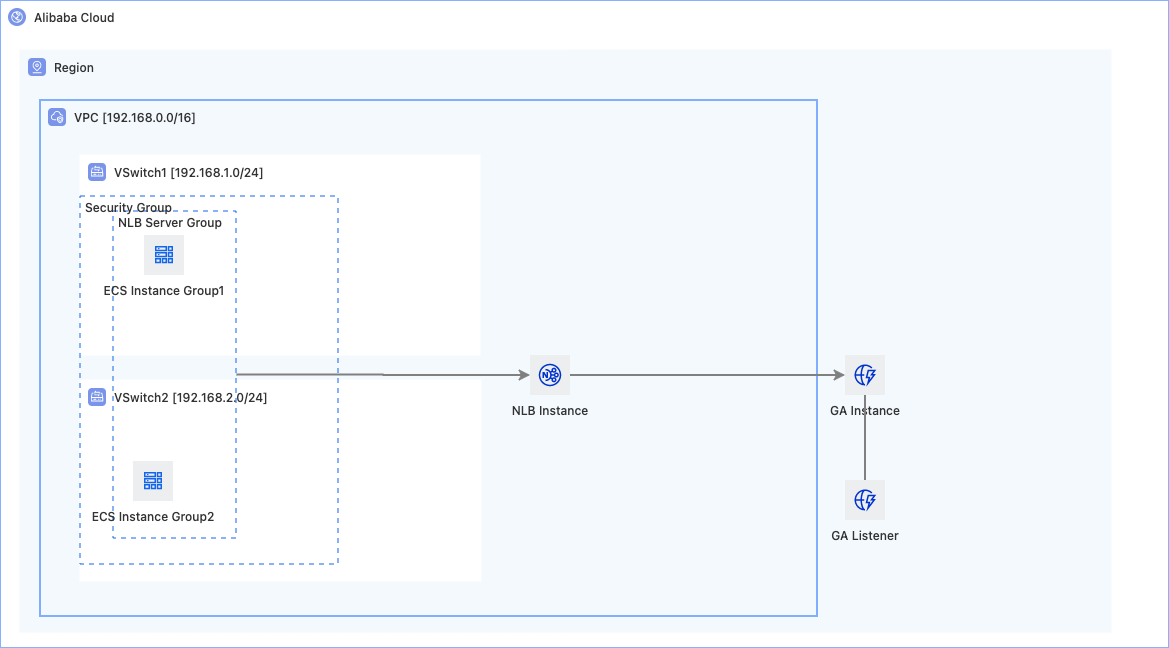 Alibaba Cloud
Region
VPC [192.168.0.0/16]
VSwitch1 [192.168.1.0/24]
Security Group
NLB Server Group
ECS Instance Group1
VSwitch2 [192.168.2.0/24]
ECS Instance Group2
N
NLB Instance
GA Instance
GA Listener